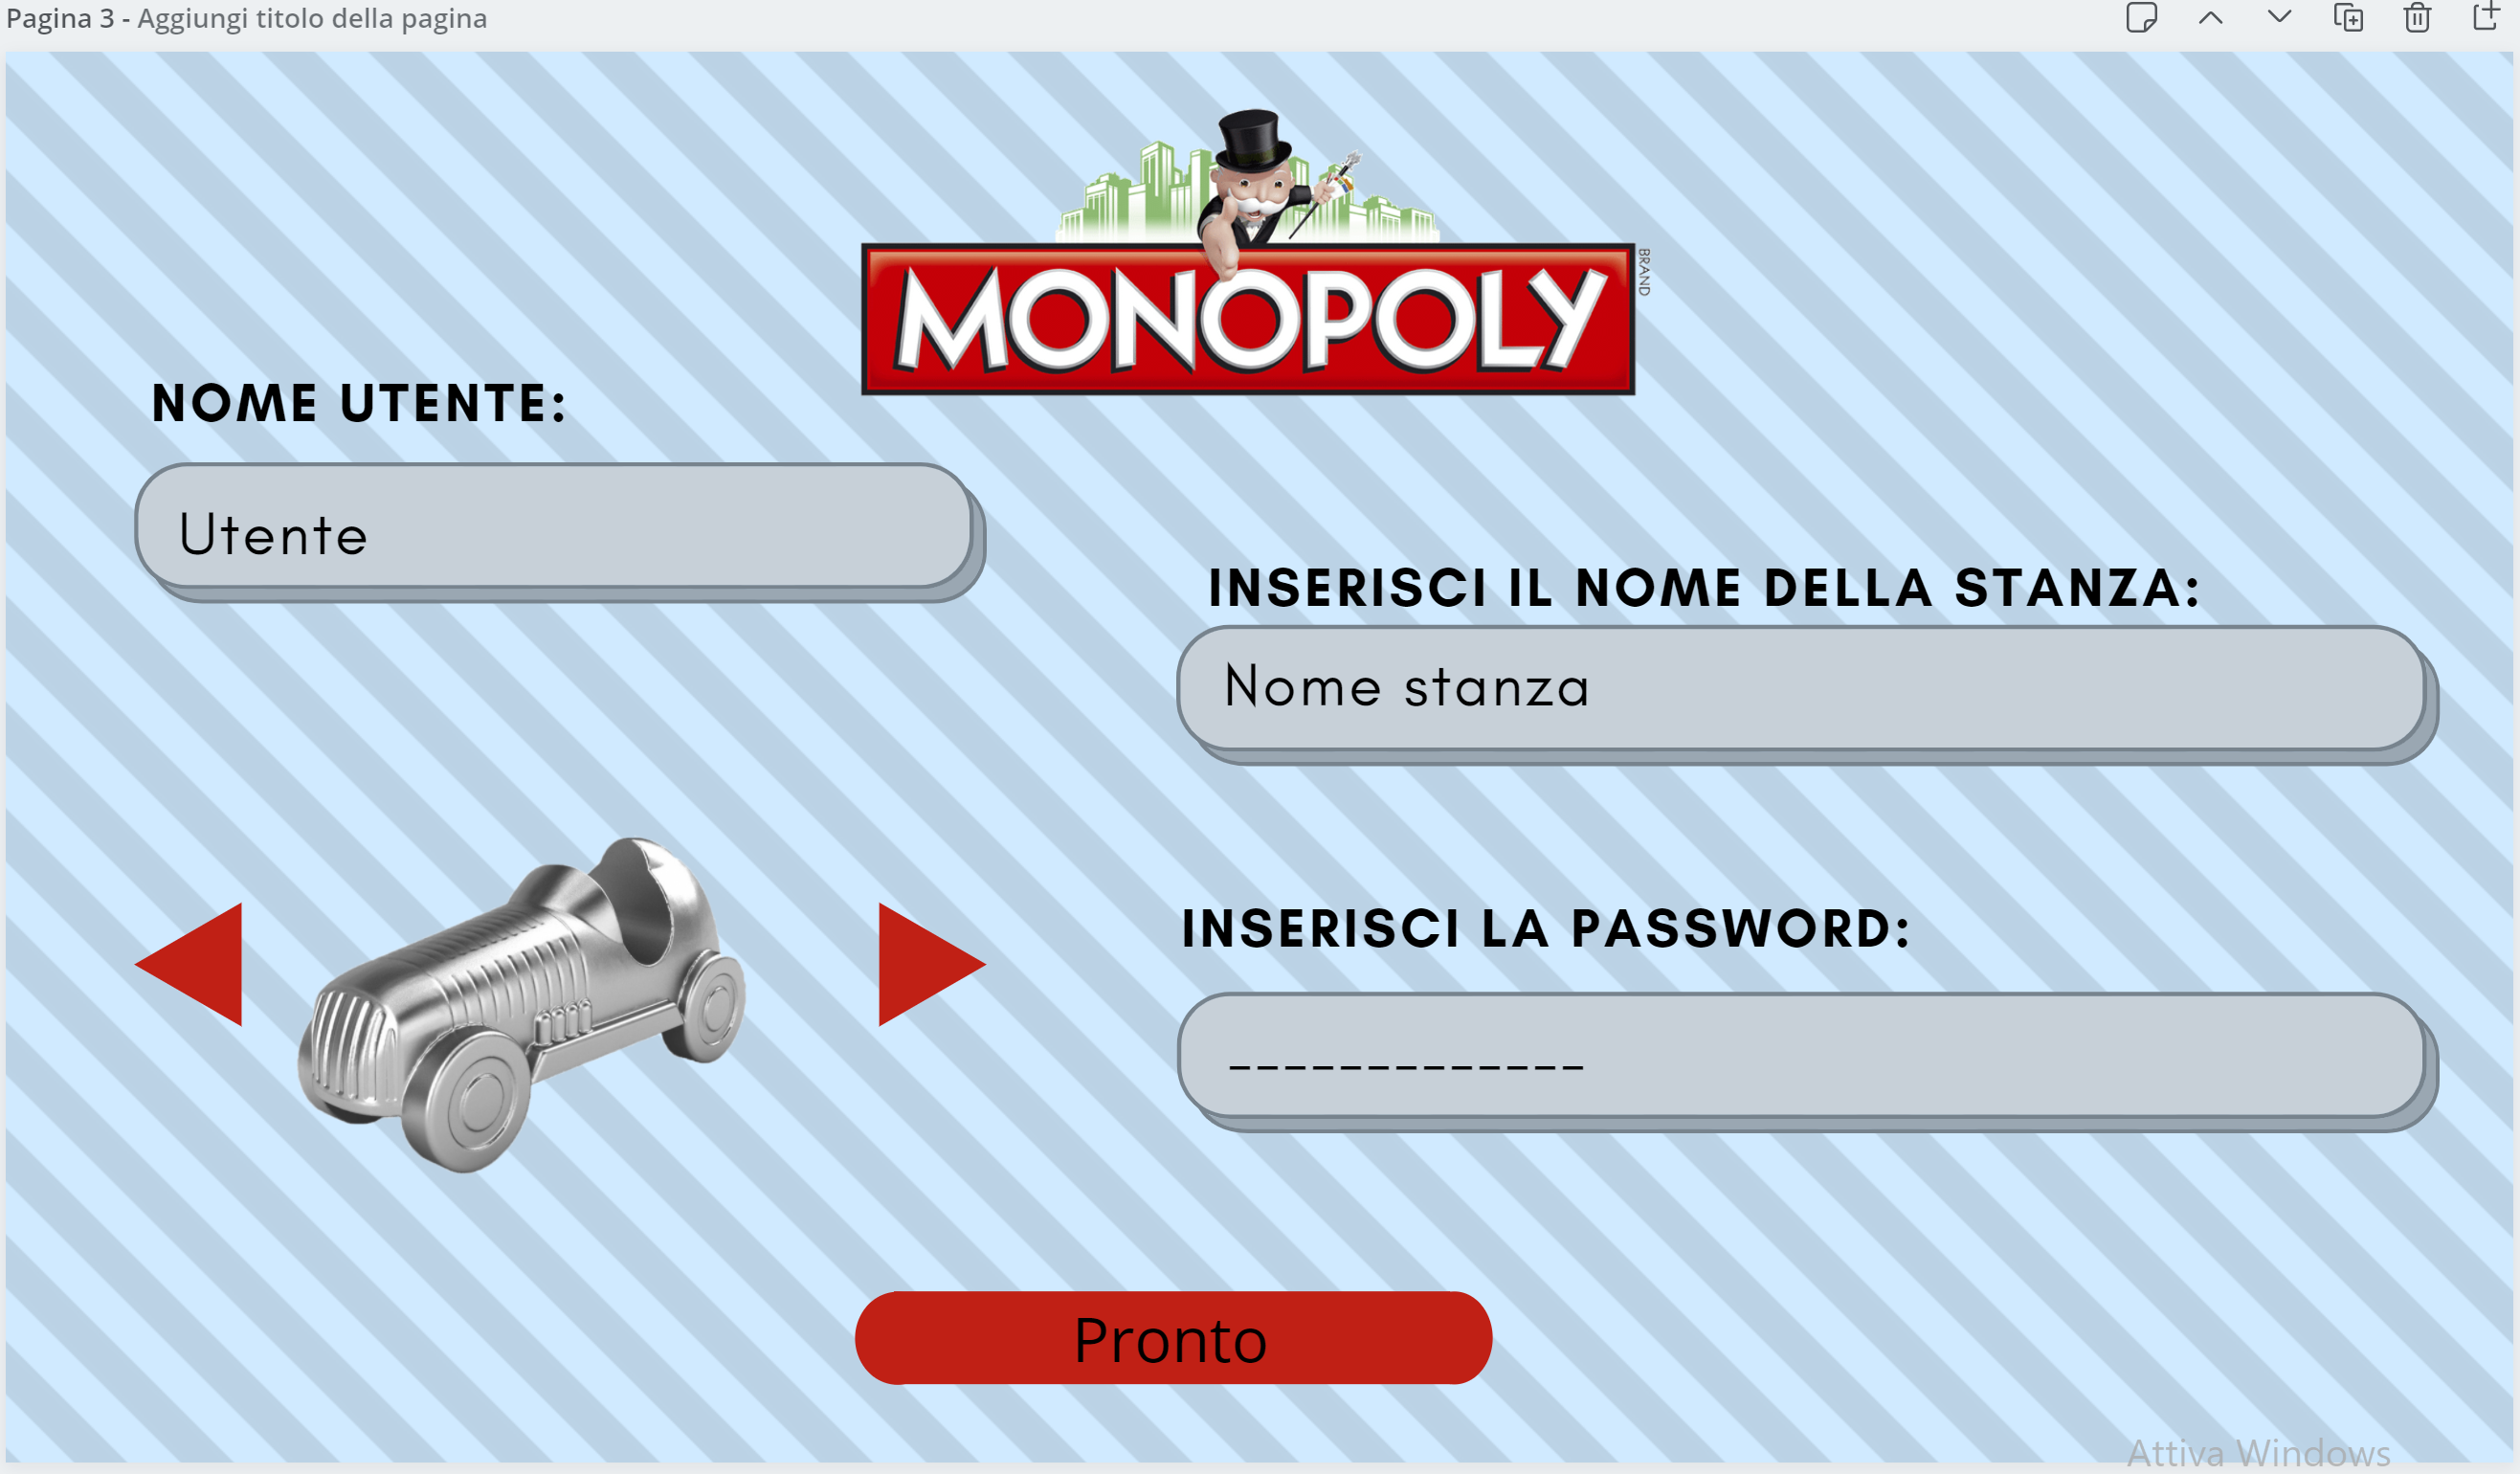 Pagina 3 - Aggiungi titolo della pagina
MONOPOLY
BRAND
NOME UTENTE:
Utente
INSERISCI IL NOME DELLA STANZA:
Nome stanza
INSERISCI LA PASSWORD:
_____________
Pronto
Attiva Windows